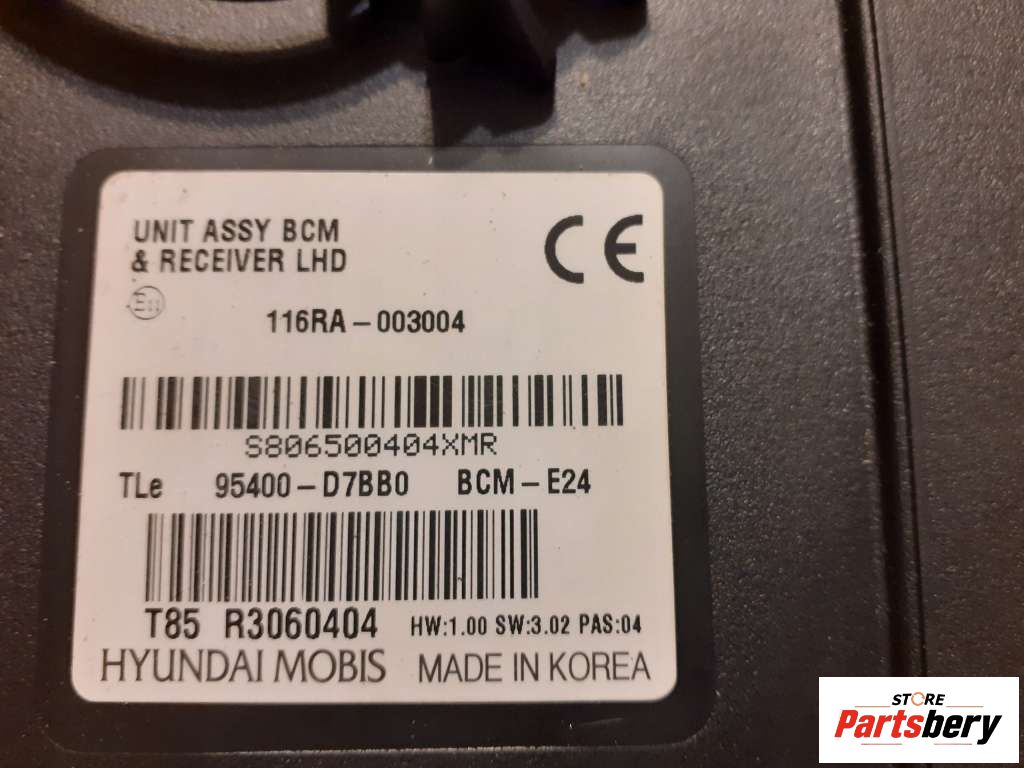 UNIT ASSY BCM
& RECEIVER LHD
CE
E11
116RA-003004
S806500404XMR
TLe 95400-D7BB0 BCM-E24
T85 R3060404 HW:1.00 SW:3.02 PAS:04
HYUNDAI MOBIS MADE IN KOREA
STORE
Partsbery